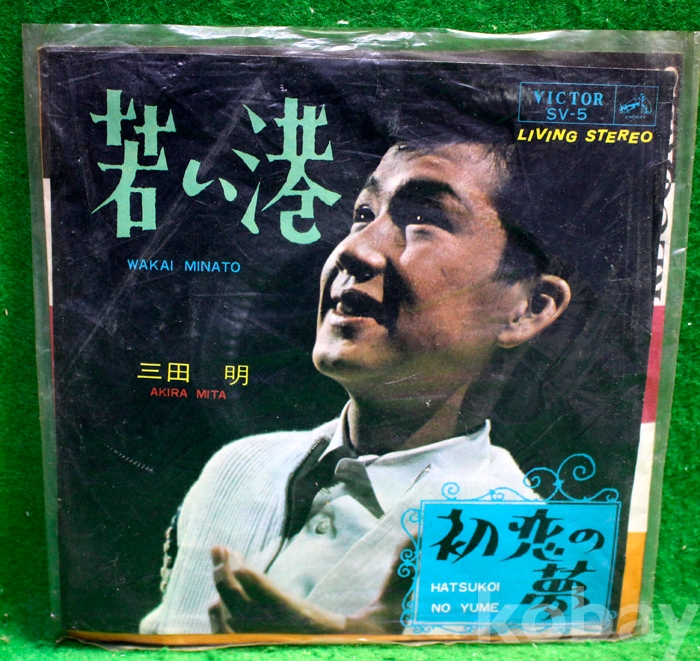 VICTOR
SV-5
LIVING STEREO
若い港
WAKAI MINATO
三田 明
AKIRA MITA
初恋の夢
HATSUKOI
NO YUME
kobay